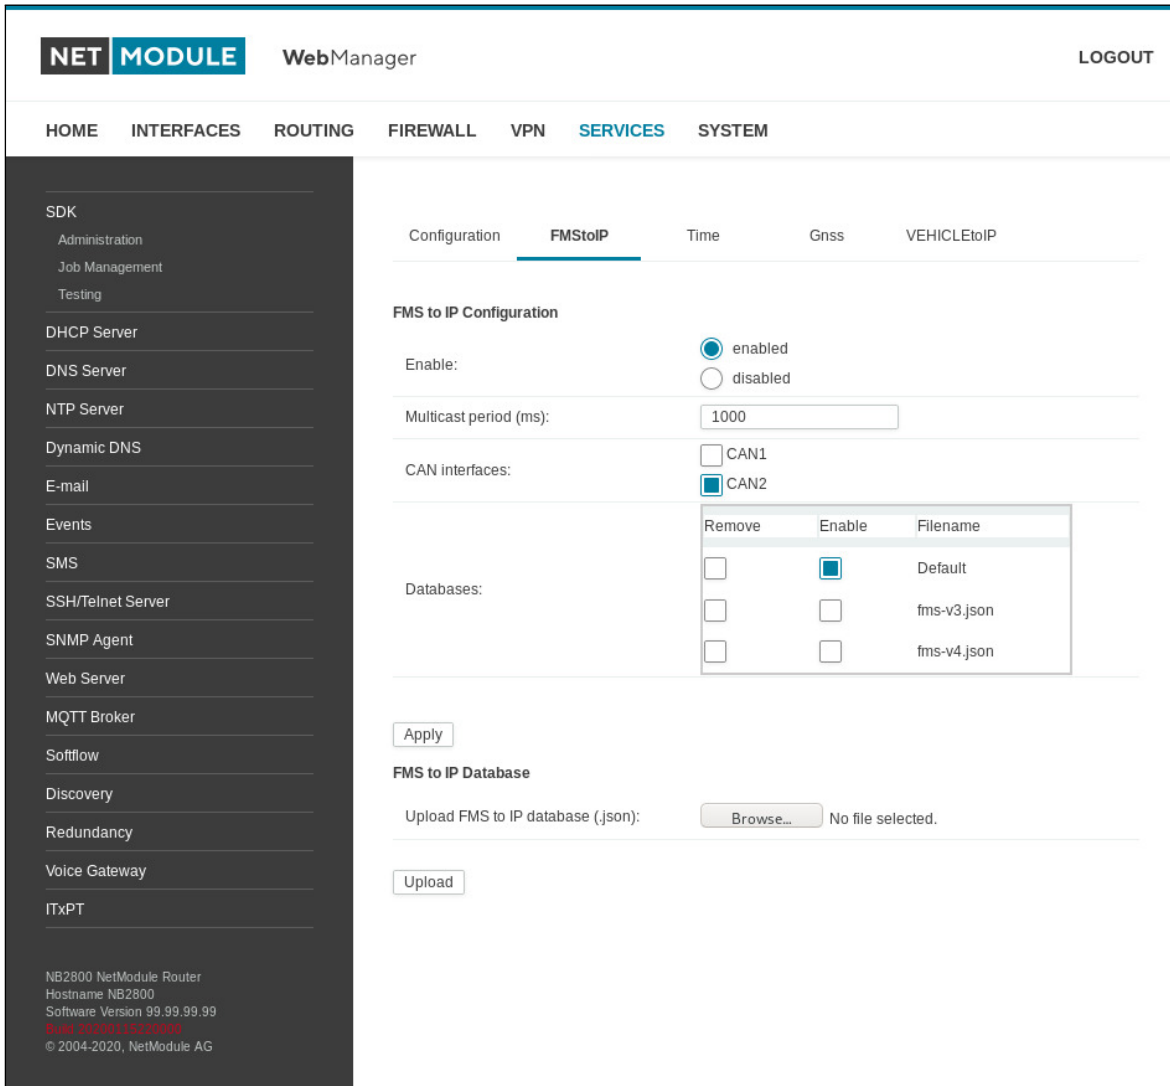 NET MODULE WebManager LOGOUT
HOME INTERFACES ROUTING FIREWALL VPN SERVICES SYSTEM
SDK
Administration
Job Management
Testing
DHCP Server
DNS Server
NTP Server
Dynamic DNS
E-mail
Events
SMS
SSH/Telnet Server
SNMP Agent
Web Server
MQTT Broker
Softflow
Discovery
Redundancy
Voice Gateway
ITxPT
NB2800 NetModule Router
Hostname NB2800
Software Version 99.99.99.99
Build
© 2004-2020, NetModule AG
Configuration FMStoIP Time Gnss VEHICLEtoIP
FMS to IP Configuration
Enable:
enabled
disabled
Multicast period (ms): 1000
CAN interfaces:
CAN1
CAN2
Databases:
Remove Enable Filename
Default
fms-v3.json
fms-v4.json
Apply
FMS to IP Database
Upload FMS to IP database (.json): Browse... No file selected.
Upload